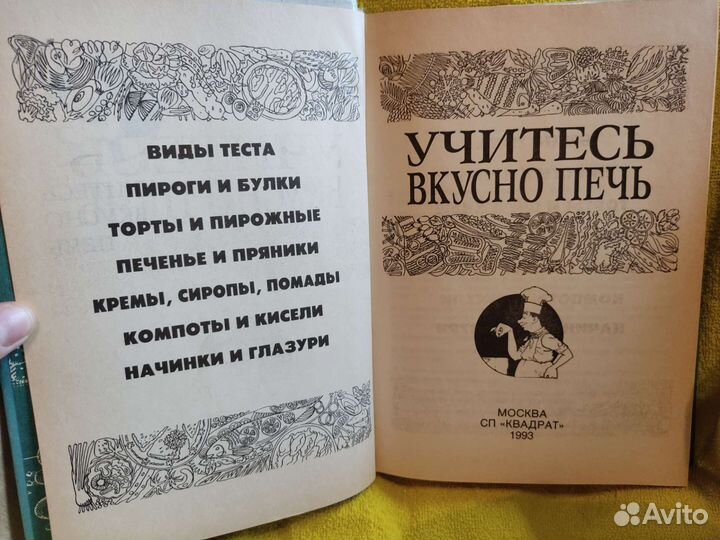 ВИДЫ ТЕСТА
ПИРОГИ И БУЛКИ
ТОРТЫ И ПИРОЖНЫЕ
ПЕЧЕНЬЕ И ПРЯНИКИ
КРЕМЫ, СИРОПЫ, ПОМАДЫ
КОМПОТЫ И КИСЕЛИ
НАЧИНКИ И ГЛАЗУРИ
УЧИТЕСЬ
ВКУСНО ПЕЧЬ
МОСКВА
СП «КВАДРАТ»
1993
Avito